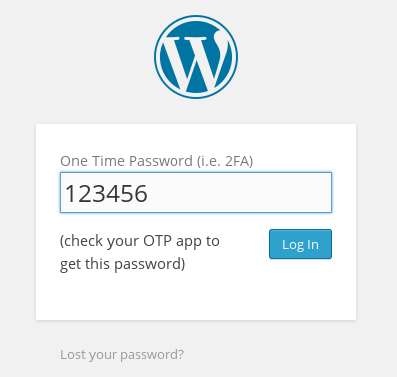 One Time Password (i.e. 2FA)
123456
(check your OTP app to
get this password)
Log In
Lost your password?